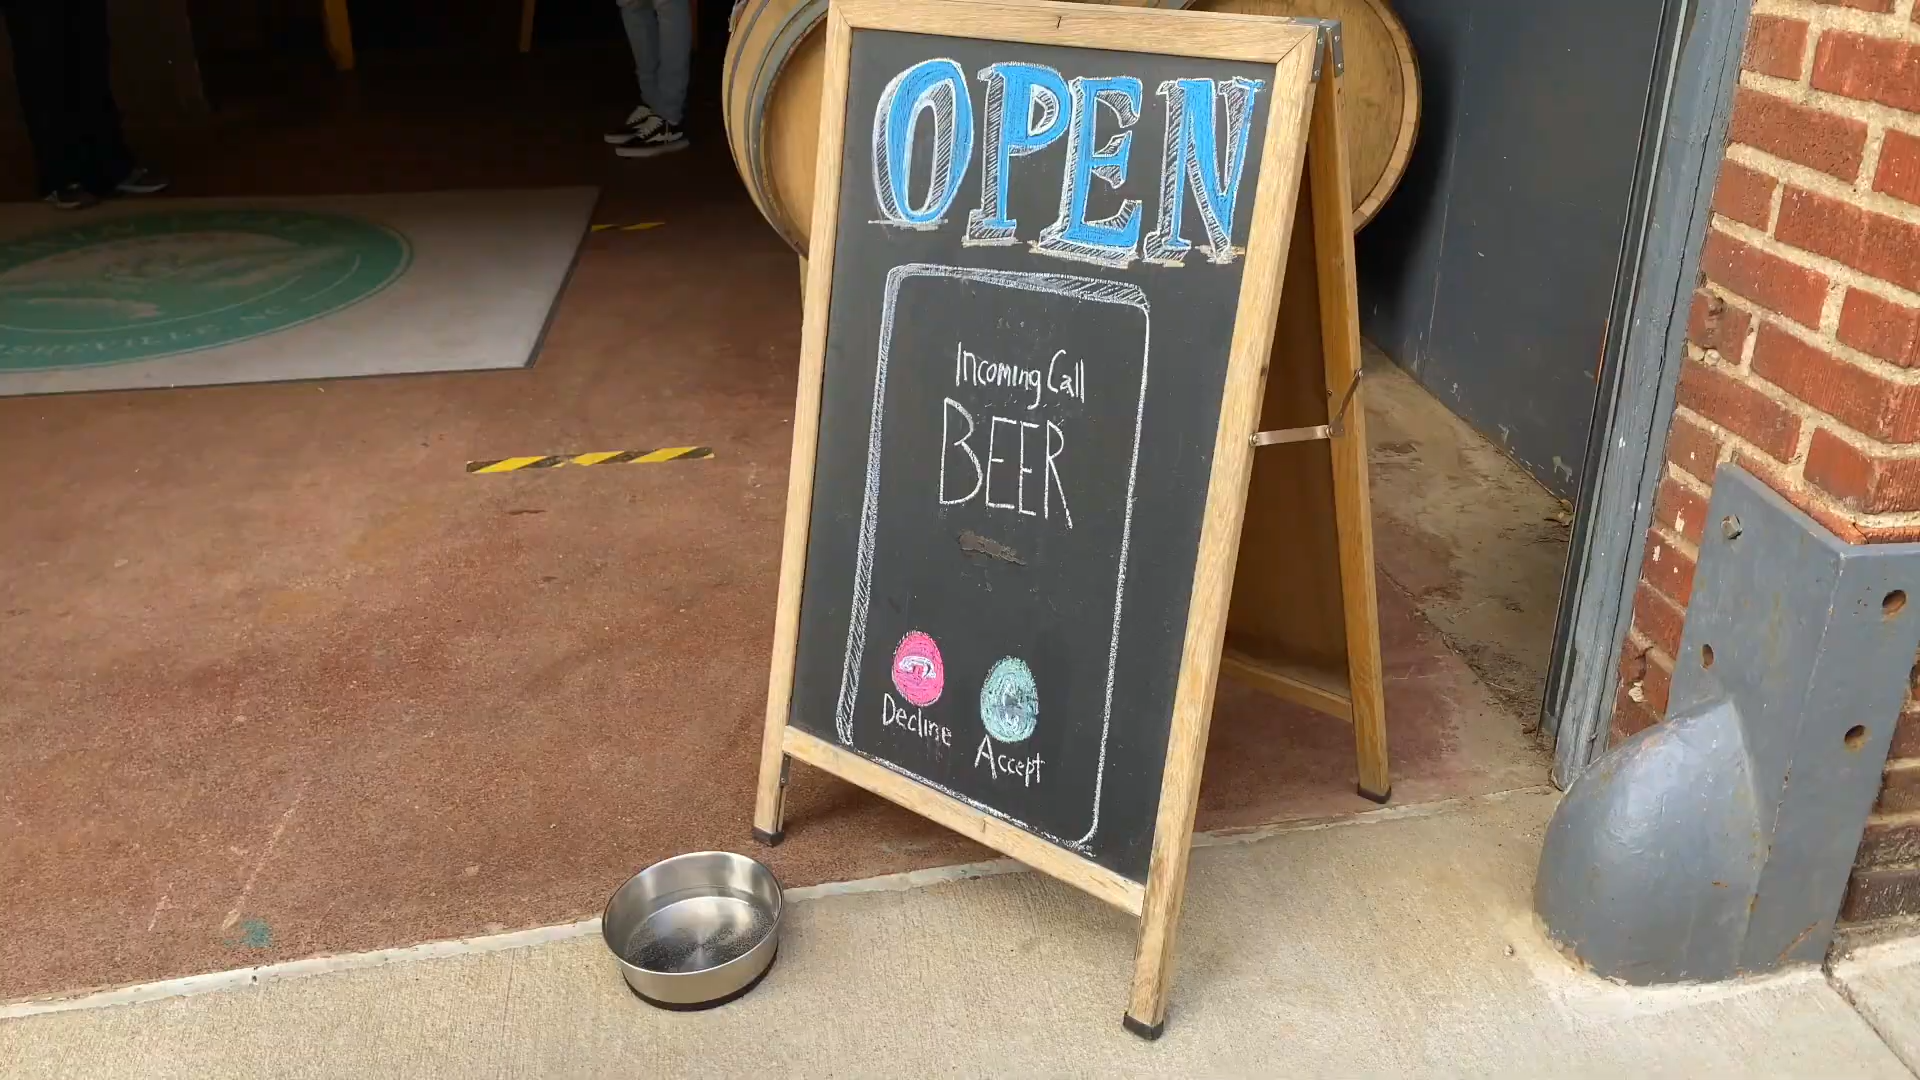 OPEN
Incoming Call
BEER
Decline
Accept